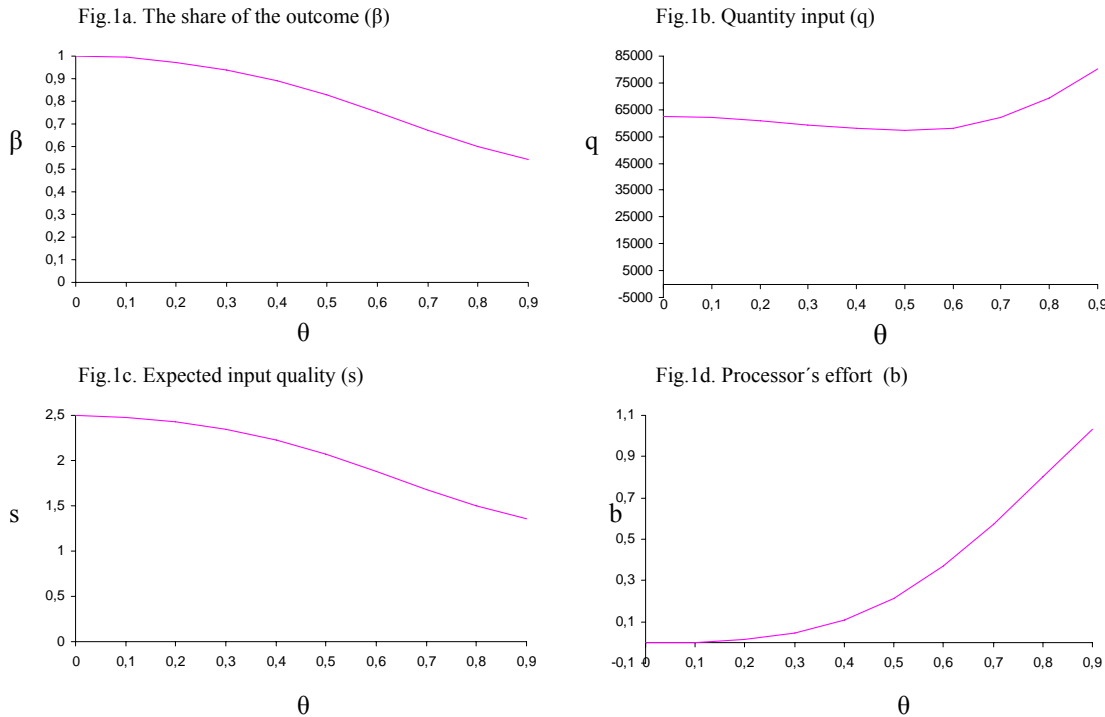 Fig.1a. The share of the outcome (β)
1
0,9
0,8
0,7
0,6
0,5
0,4
0,3
0,2
0,1
0
β
0 0,1 0,2 0,3 0,4 0,5 0,6 0,7 0,8 0,9
θ
Fig.1b. Quantity input (q)
85000
75000
65000
55000
45000
35000
25000
15000
5000
-5000
q
0 0,1 0,2 0,3 0,4 0,5 0,6 0,7 0,8 0,9
θ
Fig.1c. Expected input quality (s)
2,5
2
1,5
1
0,5
0
s
0 0,1 0,2 0,3 0,4 0,5 0,6 0,7 0,8 0,9
θ
Fig.1d. Processor´s effort (b)
1,1
0,9
0,7
0,5
0,3
0,1
-0,1
b
0 0,1 0,2 0,3 0,4 0,5 0,6 0,7 0,8 0,9
θ